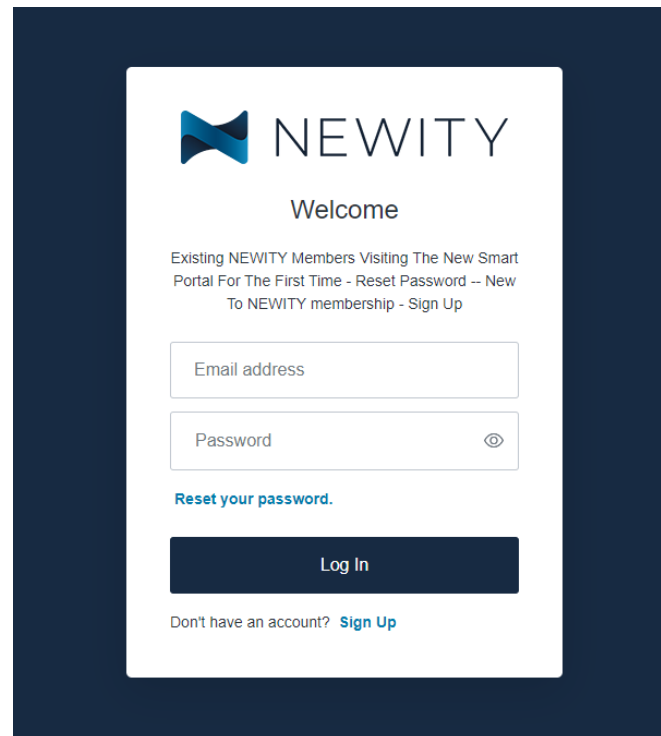 NEWITY
Welcome
Existing NEWITY Members Visiting The New Smart
Portal For The First Time - Reset Password -- New
To NEWITY membership - Sign Up
Email address
Password
Reset your password.
Log In
Don't have an account? Sign Up